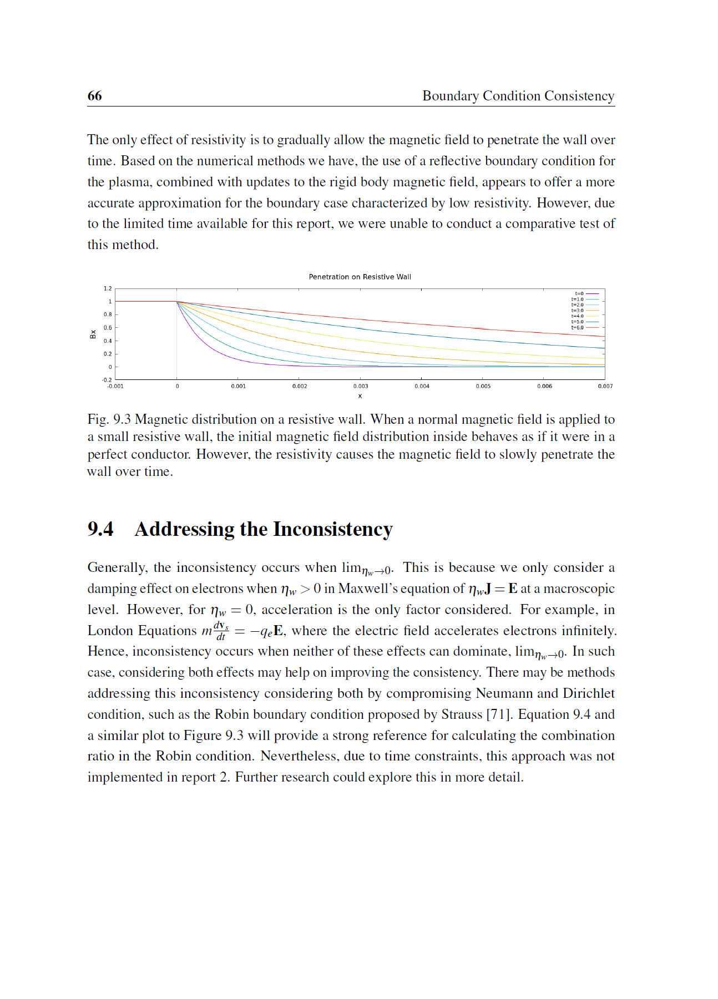 66 Boundary Condition Consistency
The only effect of resistivity is to gradually allow the magnetic field to penetrate the wall over
time. Based on the numerical methods we have, the use of a reflective boundary condition for
the plasma, combined with updates to the rigid body magnetic field, appears to offer a more
accurate approximation for the boundary case characterized by low resistivity. However, due
to the limited time available for this report, we were unable to conduct a comparative test of
this method.
Penetration on Resistive Wall
1.2
1
0.8
0.6
0.4
0.2
0
-0.2
Bx
t=0
t=1.0
t=2.0
t=3.0
t=4.0
t=5.0
t=6.0
-0.001 0 0.001 0.002 0.003 0.004 0.005 0.006 0.007
x
Fig. 9.3 Magnetic distribution on a resistive wall. When a normal magnetic field is applied to
a small resistive wall, the initial magnetic field distribution inside behaves as if it were in a
perfect conductor. However, the resistivity causes the magnetic field to slowly penetrate the
wall over time.
9.4 Addressing the Inconsistency
Generally, the inconsistency occurs when lim_{η_w→0}. This is because we only consider a
damping effect on electrons when η_w > 0 in Maxwell's equation of η_w J = E at a macroscopic
level. However, for η_w = 0, acceleration is the only factor considered. For example, in
London Equations m dv_s/dt = −q_e E, where the electric field accelerates electrons infinitely.
Hence, inconsistency occurs when neither of these effects can dominate, lim_{η_w→0}. In such
case, considering both effects may help on improving the consistency. There may be methods
addressing this inconsistency considering both by compromising Neumann and Dirichlet
condition, such as the Robin boundary condition proposed by Strauss [71]. Equation 9.4 and
a similar plot to Figure 9.3 will provide a strong reference for calculating the combination
ratio in the Robin condition. Nevertheless, due to time constraints, this approach was not
implemented in report 2. Further research could explore this in more detail.